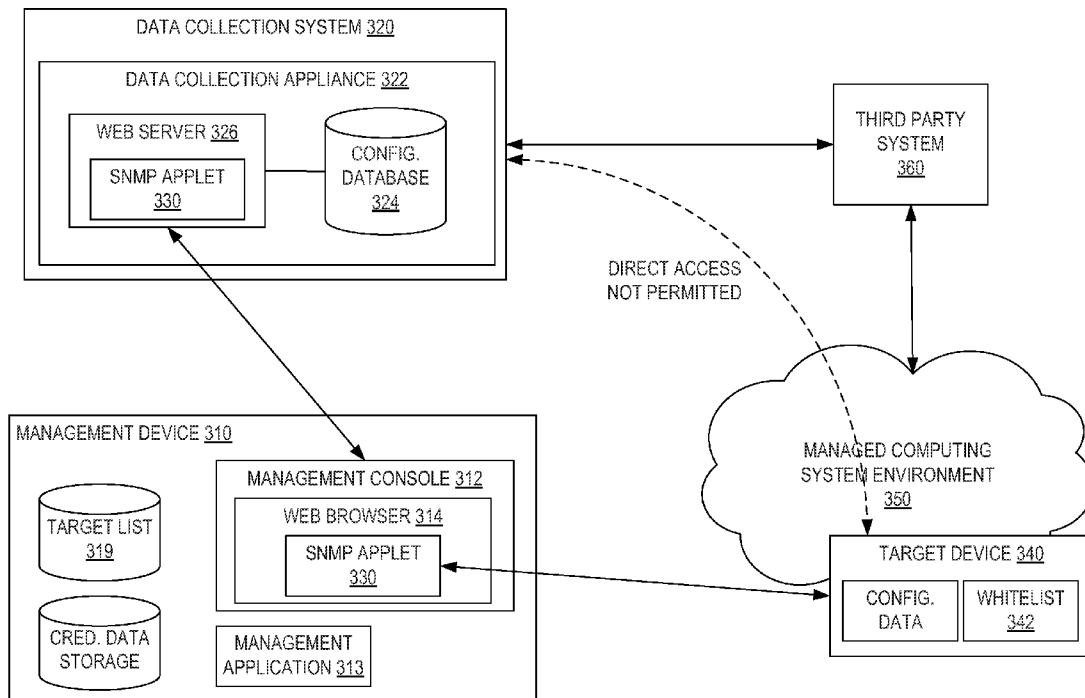 DATA COLLECTION SYSTEM 320
DATA COLLECTION APPLIANCE 322
WEB SERVER 326
SNMP APPLET
330
CONFIG.
DATABASE
324
THIRD PARTY
SYSTEM
360
DIRECT ACCESS
NOT PERMITTED
MANAGEMENT DEVICE 310
MANAGEMENT CONSOLE 312
WEB BROWSER 314
SNMP APPLET
330
TARGET LIST
319
CRED. DATA
STORAGE
MANAGEMENT
APPLICATION 313
MANAGED COMPUTING
SYSTEM ENVIRONMENT
350
TARGET DEVICE 340
CONFIG.
DATA
WHITELIST
342